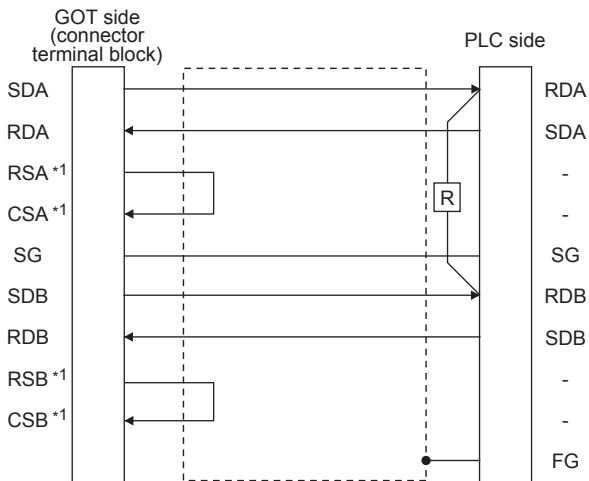 GOT side
(connector
terminal block)
PLC side
SDA
RDA
RDA
SDA
RSA *1
-
R
CSA *1
-
SG
SG
SDB
RDB
RDB
SDB
RSB *1
-
CSB *1
-
FG